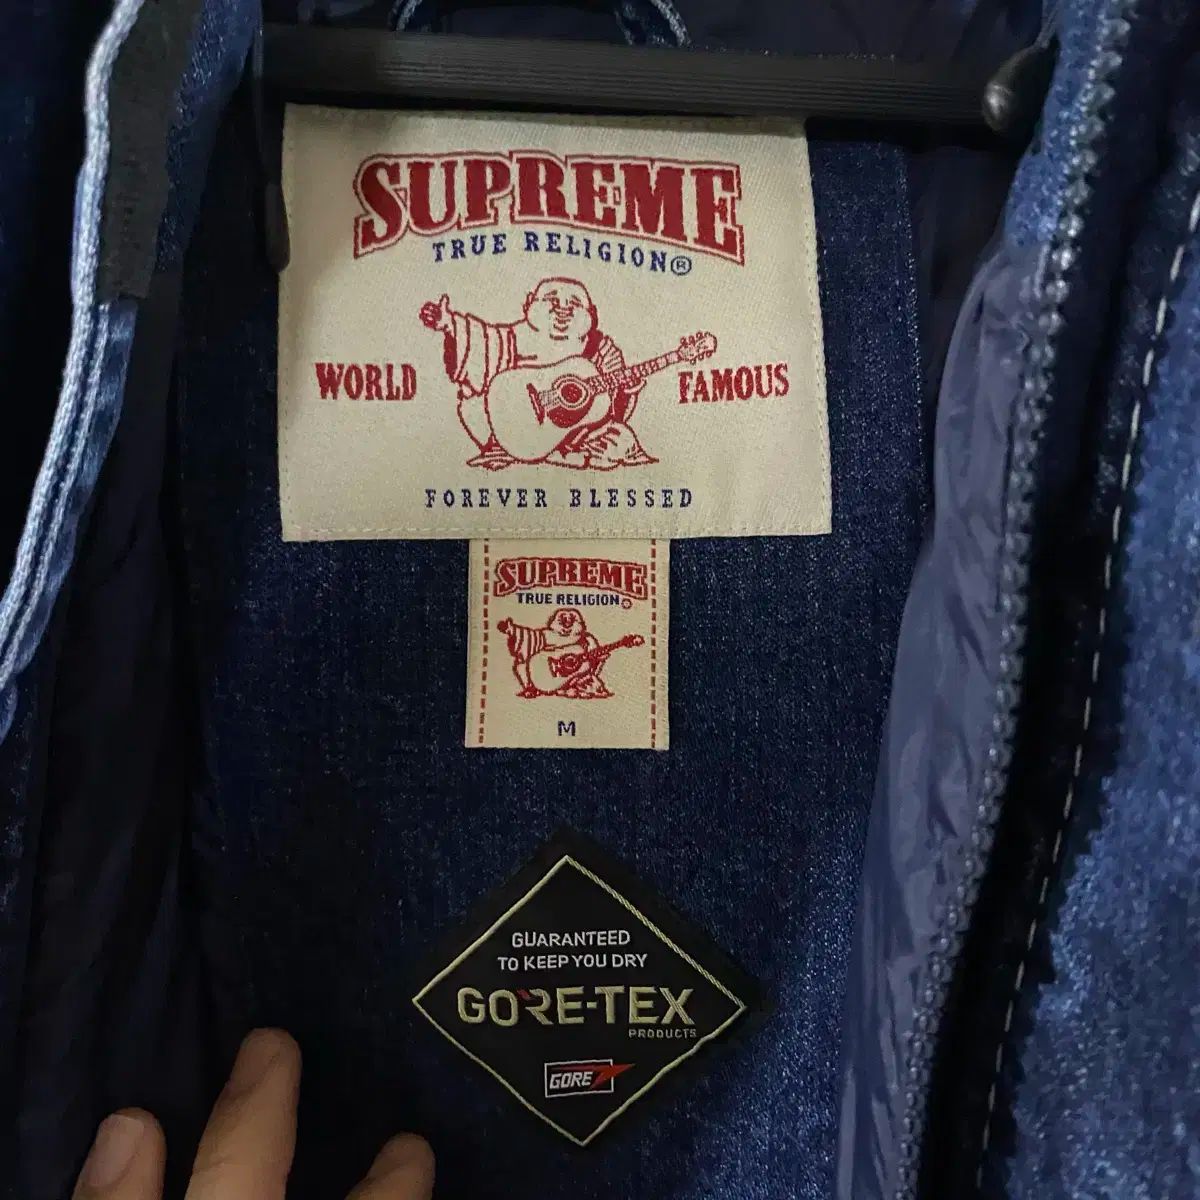 SUPREME
TRUE RELIGION®
WORLD FAMOUS
FOREVER BLESSED
SUPREME
TRUE RELIGION®
M
GUARANTEED
TO KEEP YOU DRY
GORE-TEX
PRODUCTS
GORE